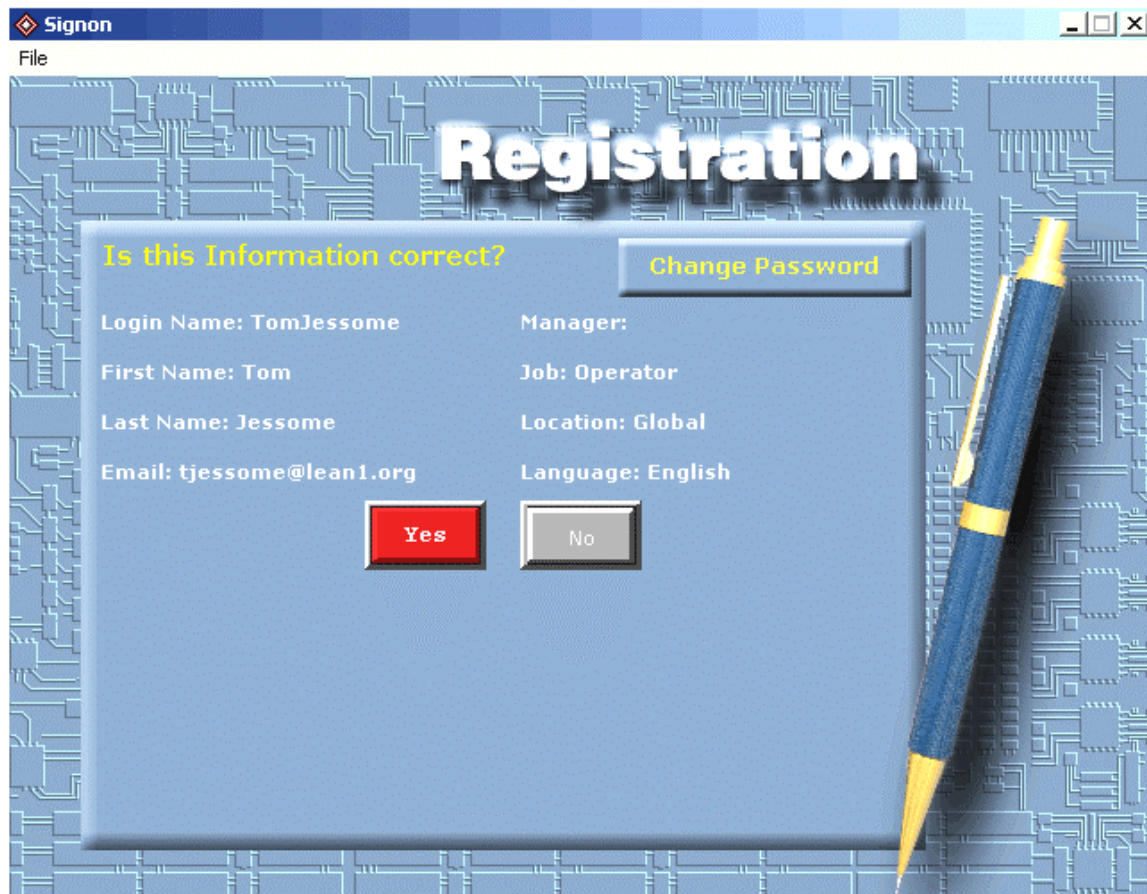 Signon
File
Registration
Is this Information correct?
Change Password
Login Name: TomJessome
Manager:
First Name: Tom
Job: Operator
Last Name: Jessome
Location: Global
Email: tjessome@lean1.org
Language: English
Yes
No